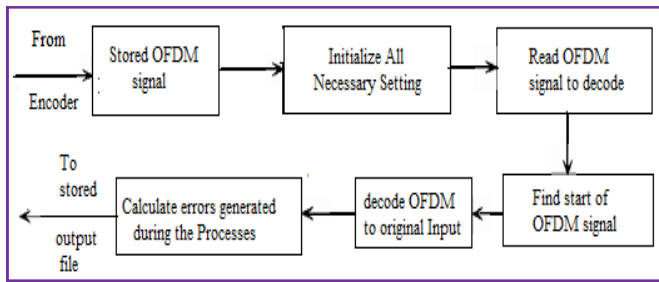 From
Encoder
Stored OFDM
signal
Initialize All
Necessary Setting
Read OFDM
signal to decode
Find start of
OFDM signal
decode OFDM
to original Input
Calculate errors generated
during the Processes
To
stored
output
file